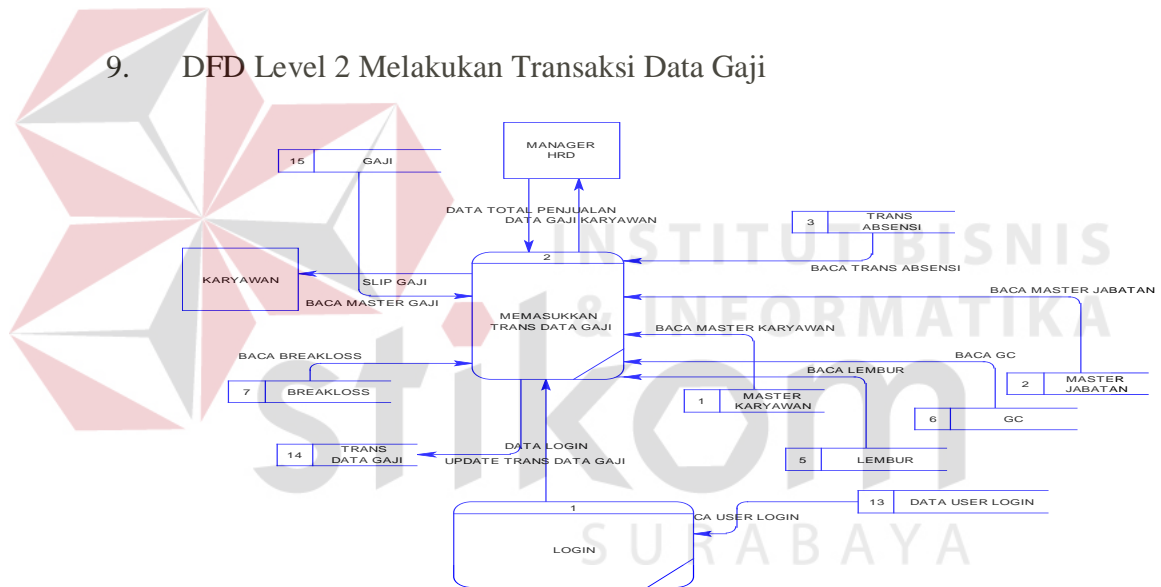 9. DFD Level 2 Melakukan Transaksi Data Gaji
MANAGER
HRD
15 GAJI
DATA TOTAL PENJUALAN
DATA GAJI KARYAWAN
3 TRANS
ABSENSI
INSTITUT BISNIS
& INFORMATIKA
stikom
SURABAYA
2
MEMASUKKAN
TRANS DATA GAJI
KARYAWAN
SLIP GAJI
BACA MASTER GAJI
BACA TRANS ABSENSI
BACA MASTER JABATAN
BACA MASTER KARYAWAN
BACA BREAKLOSS
BACA GC
BACA LEMBUR
7 BREAKLOSS
1 MASTER
KARYAWAN
2 MASTER
JABATAN
6 GC
14 TRANS
DATA GAJI
DATA LOGIN
UPDATE TRANS DATA GAJI
5 LEMBUR
13 DATA USER LOGIN
CA USER LOGIN
1
LOGIN